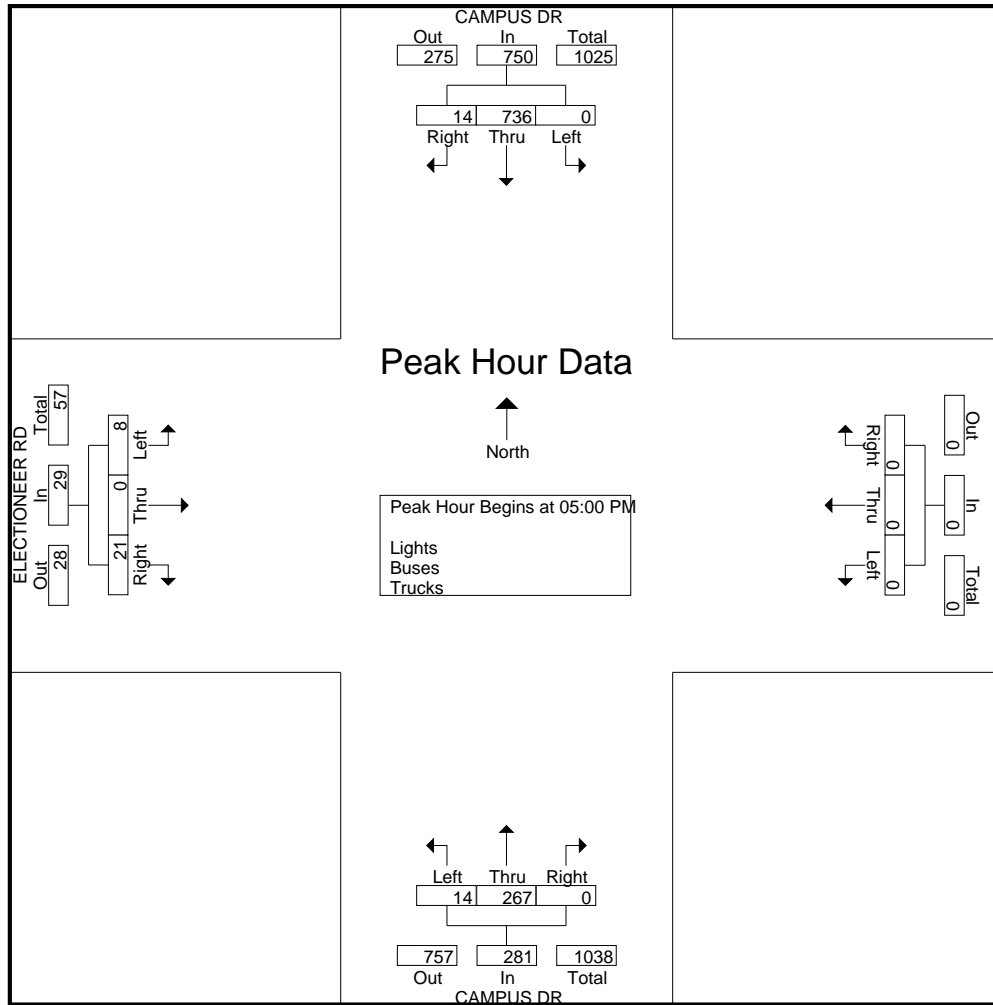 CAMPUS DR
Out In Total
275 750 1025
14 736 0
Right Thru Left
Peak Hour Data
North
Peak Hour Begins at 05:00 PM
Lights
Buses
Trucks
ELECTIONEER RD
Total In Out
57 29 28
8 0 21
Left Thru Right
Right Thru Left
0 0 0
Out In Total
0 0 0
Left Thru Right
14 267 0
757 281 1038
Out In Total
CAMPUS DR